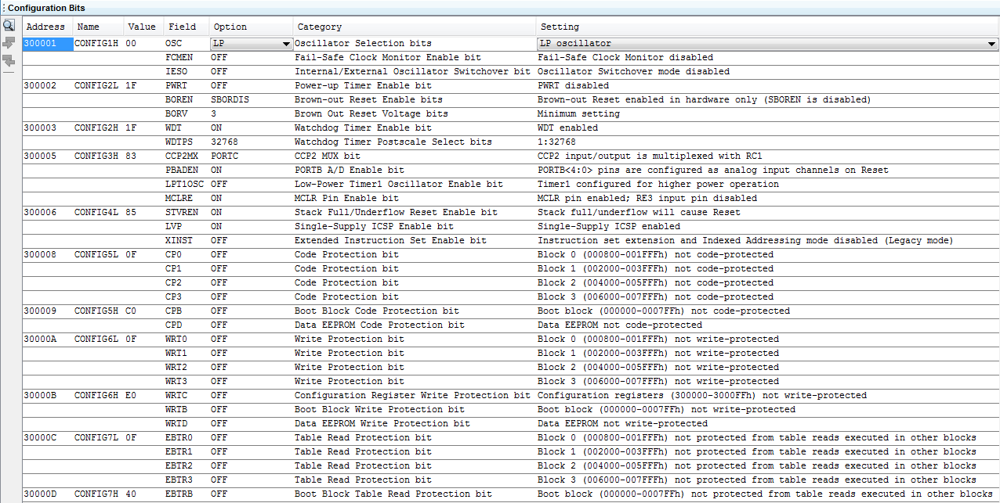 Configuration Bits
Address Name Value Field Option Category Setting
300001 CONFIG1H 00 OSC LP Oscillator Selection bits LP oscillator
FCMEN OFF Fail-Safe Clock Monitor Enable bit Fail-Safe Clock Monitor disabled
IESO OFF Internal/External Oscillator Switchover bit Oscillator Switchover mode disabled
300002 CONFIG2L 1F PWRT OFF Power-up Timer Enable bit PWRT disabled
BOREN SBORDIS Brown-out Reset Enable bits Brown-out Reset enabled in hardware only (SBOREN is disabled)
BORV 3 Brown Out Reset Voltage bits Minimum setting
300003 CONFIG2H 1F WDT ON Watchdog Timer Enable bit WDT enabled
WDTPS 32768 Watchdog Timer Postscale Select bits 1:32768
300005 CONFIG3H 83 CCP2MX PORTC CCP2 MUX bit CCP2 input/output is multiplexed with RC1
PBADEN ON PORTB A/D Enable bit PORTB<4:0> pins are configured as analog input channels on Reset
LPT1OSC OFF Low-Power Timer1 Oscillator Enable bit Timer1 configured for higher power operation
MCLRE ON MCLR Pin Enable bit MCLR pin enabled; RE3 input pin disabled
300006 CONFIG4L 85 STVREN ON Stack Full/Underflow Reset Enable bit Stack full/underflow will cause Reset
LVP ON Single-Supply ICSP Enable bit Single-Supply ICSP enabled
XINST OFF Extended Instruction Set Enable bit Instruction set extension and Indexed Addressing mode disabled (Legacy mode)
300008 CONFIG5L 0F CP0 OFF Code Protection bit Block 0 (000800-001FFFh) not code-protected
CP1 OFF Code Protection bit Block 1 (002000-003FFFh) not code-protected
CP2 OFF Code Protection bit Block 2 (004000-005FFFh) not code-protected
CP3 OFF Code Protection bit Block 3 (006000-007FFFh) not code-protected
300009 CONFIG5H C0 CPB OFF Boot Block Code Protection bit Boot block (000000-0007FFh) not code-protected
CPD OFF Data EEPROM Code Protection bit Data EEPROM not code-protected
30000A CONFIG6L 0F WRT0 OFF Write Protection bit Block 0 (000800-001FFFh) not write-protected
WRT1 OFF Write Protection bit Block 1 (002000-003FFFh) not write-protected
WRT2 OFF Write Protection bit Block 2 (004000-005FFFh) not write-protected
WRT3 OFF Write Protection bit Block 3 (006000-007FFFh) not write-protected
30000B CONFIG6H E0 WRTC OFF Configuration Register Write Protection bit Configuration registers (300000-3000FFh) not write-protected
WRTB OFF Boot Block Write Protection bit Boot block (000000-0007FFh) not write-protected
WRTD OFF Data EEPROM Write Protection bit Data EEPROM not write-protected
30000C CONFIG7L 0F EBTR0 OFF Table Read Protection bit Block 0 (000800-001FFFh) not protected from table reads executed in other blocks
EBTR1 OFF Table Read Protection bit Block 1 (002000-003FFFh) not protected from table reads executed in other blocks
EBTR2 OFF Table Read Protection bit Block 2 (004000-005FFFh) not protected from table reads executed in other blocks
EBTR3 OFF Table Read Protection bit Block 3 (006000-007FFFh) not protected from table reads executed in other blocks
30000D CONFIG7H 40 EBTRB OFF Boot Block Table Read Protection bit Boot block (000000-0007FFh) not protected from table reads executed in other blocks